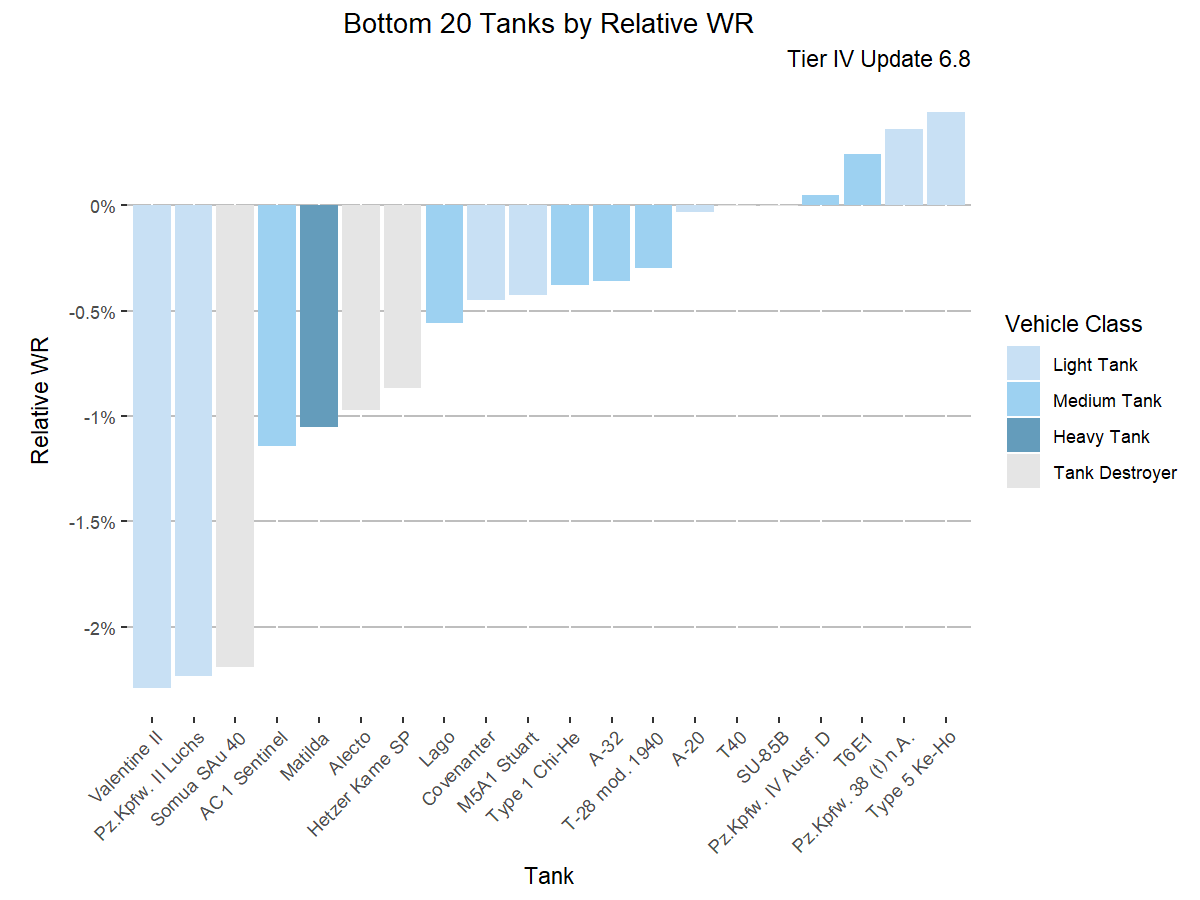 Bottom 20 Tanks by Relative WR
Tier IV Update 6.8
Relative WR
0%
-0.5%
-1%
-1.5%
-2%
Valentine II
Pz.Kpfw. II Luchs
Somua SAu 40
AC 1 Sentinel
Matilda
Alecto
Hetzer Kame SP
Lago
Covenanter
M5A1 Stuart
Type 1 Chi-He
A-32
T-28 mod. 1940
A-20
T40
SU-85B
Pz.Kpfw. IV Ausf. D
T6E1
Pz.Kpfw. 38 (t) n.A.
Type 5 Ke-Ho
Tank
Vehicle Class
Light Tank
Medium Tank
Heavy Tank
Tank Destroyer